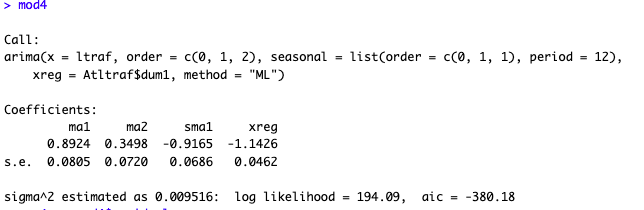 > mod4
Call:
arima(x = ltraf, order = c(0, 1, 2), seasonal = list(order = c(0, 1, 1), period = 12),
xreg = Atltraf$dum1, method = "ML")
Coefficients:
ma1 ma2 sma1 xreg
0.8924 0.3498 -0.9165 -1.1426
s.e. 0.0805 0.0720 0.0686 0.0462
sigma^2 estimated as 0.009516: log likelihood = 194.09, aic = -380.18